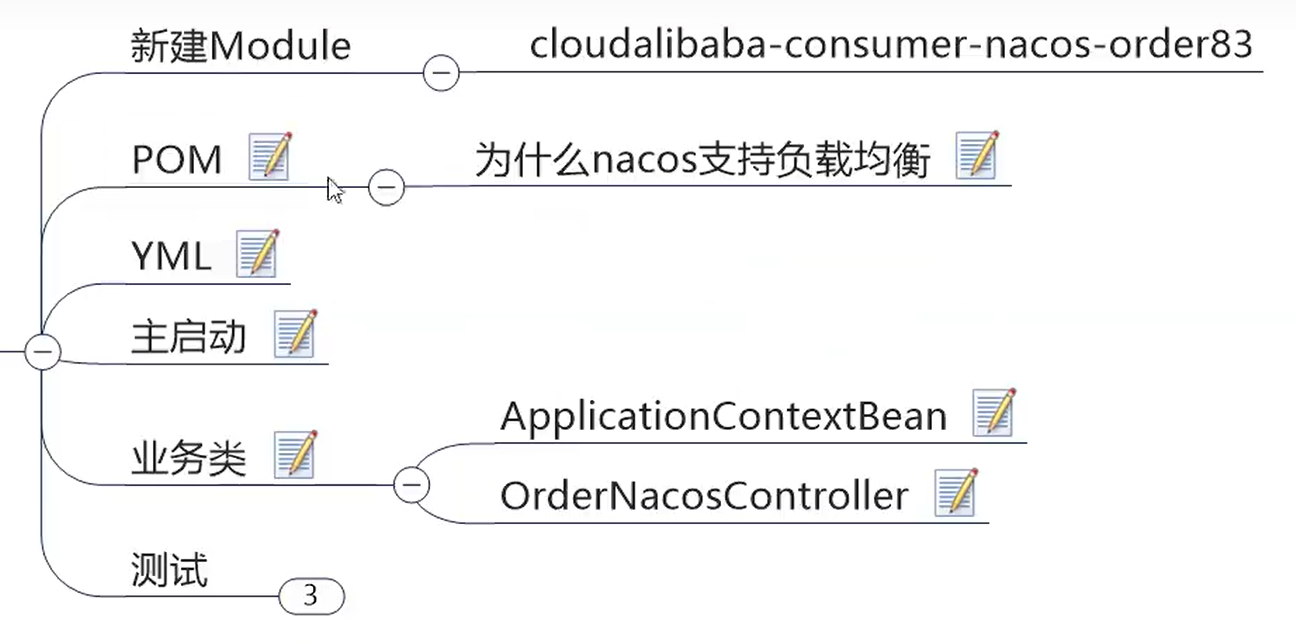 新建Module
cloudalibaba-consumer-nacos-order83
POM
为什么nacos支持负载均衡
YML
主启动
业务类
ApplicationContextBean
OrderNacosController
测试
3